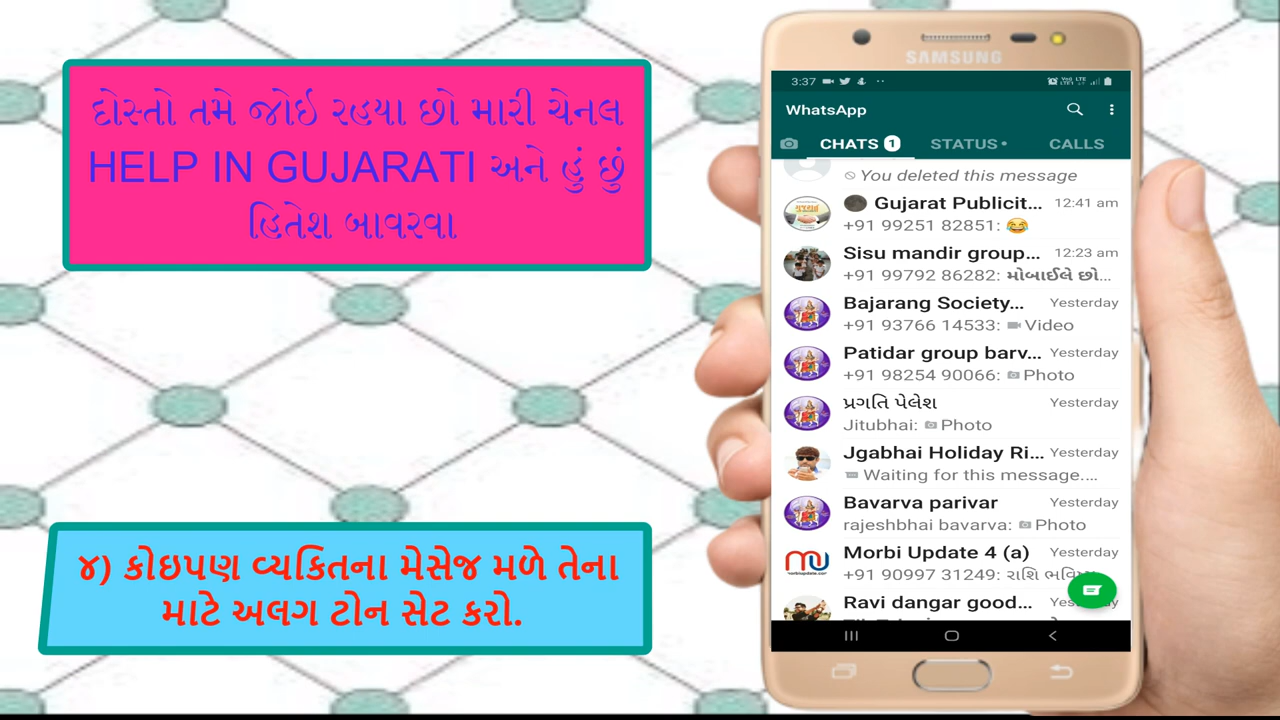 દોસ્તો તમે જોઇ રહયા છો મારી ચેનલ
HELP IN GUJARATI અને હું છું
હિતેશ બાવરવા
૪) કોઇપણ વ્યકિતના મેસેજ મળે તેના
માટે અલગ ટોન સેટ કરો.
SAMSUNG
3:37
WhatsApp
CHATS 1 STATUS CALLS
You deleted this message
Gujarat Publicit... 12:41 am
+91 99251 82851: 😂
Sisu mandir group... 12:23 am
+91 99792 86282: મોબાઈલે છો...
Bajarang Society... Yesterday
+91 93766 14533: Video
Patidar group barv... Yesterday
+91 98254 90066: Photo
પ્રગતિ પેલેશ Yesterday
Jitubhai: Photo
Jgabhai Holiday Ri... Yesterday
Waiting for this message....
Bavarva parivar Yesterday
rajeshbhai bavarva: Photo
Morbi Update 4 (a) Yesterday
+91 90997 31249: રાશિ
Ravi dangar good...